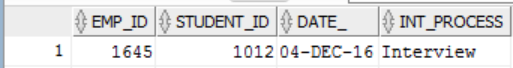 EMP_ID STUDENT_ID DATE_ INT_PROCESS
1 1645 1012 04-DEC-16 Interview